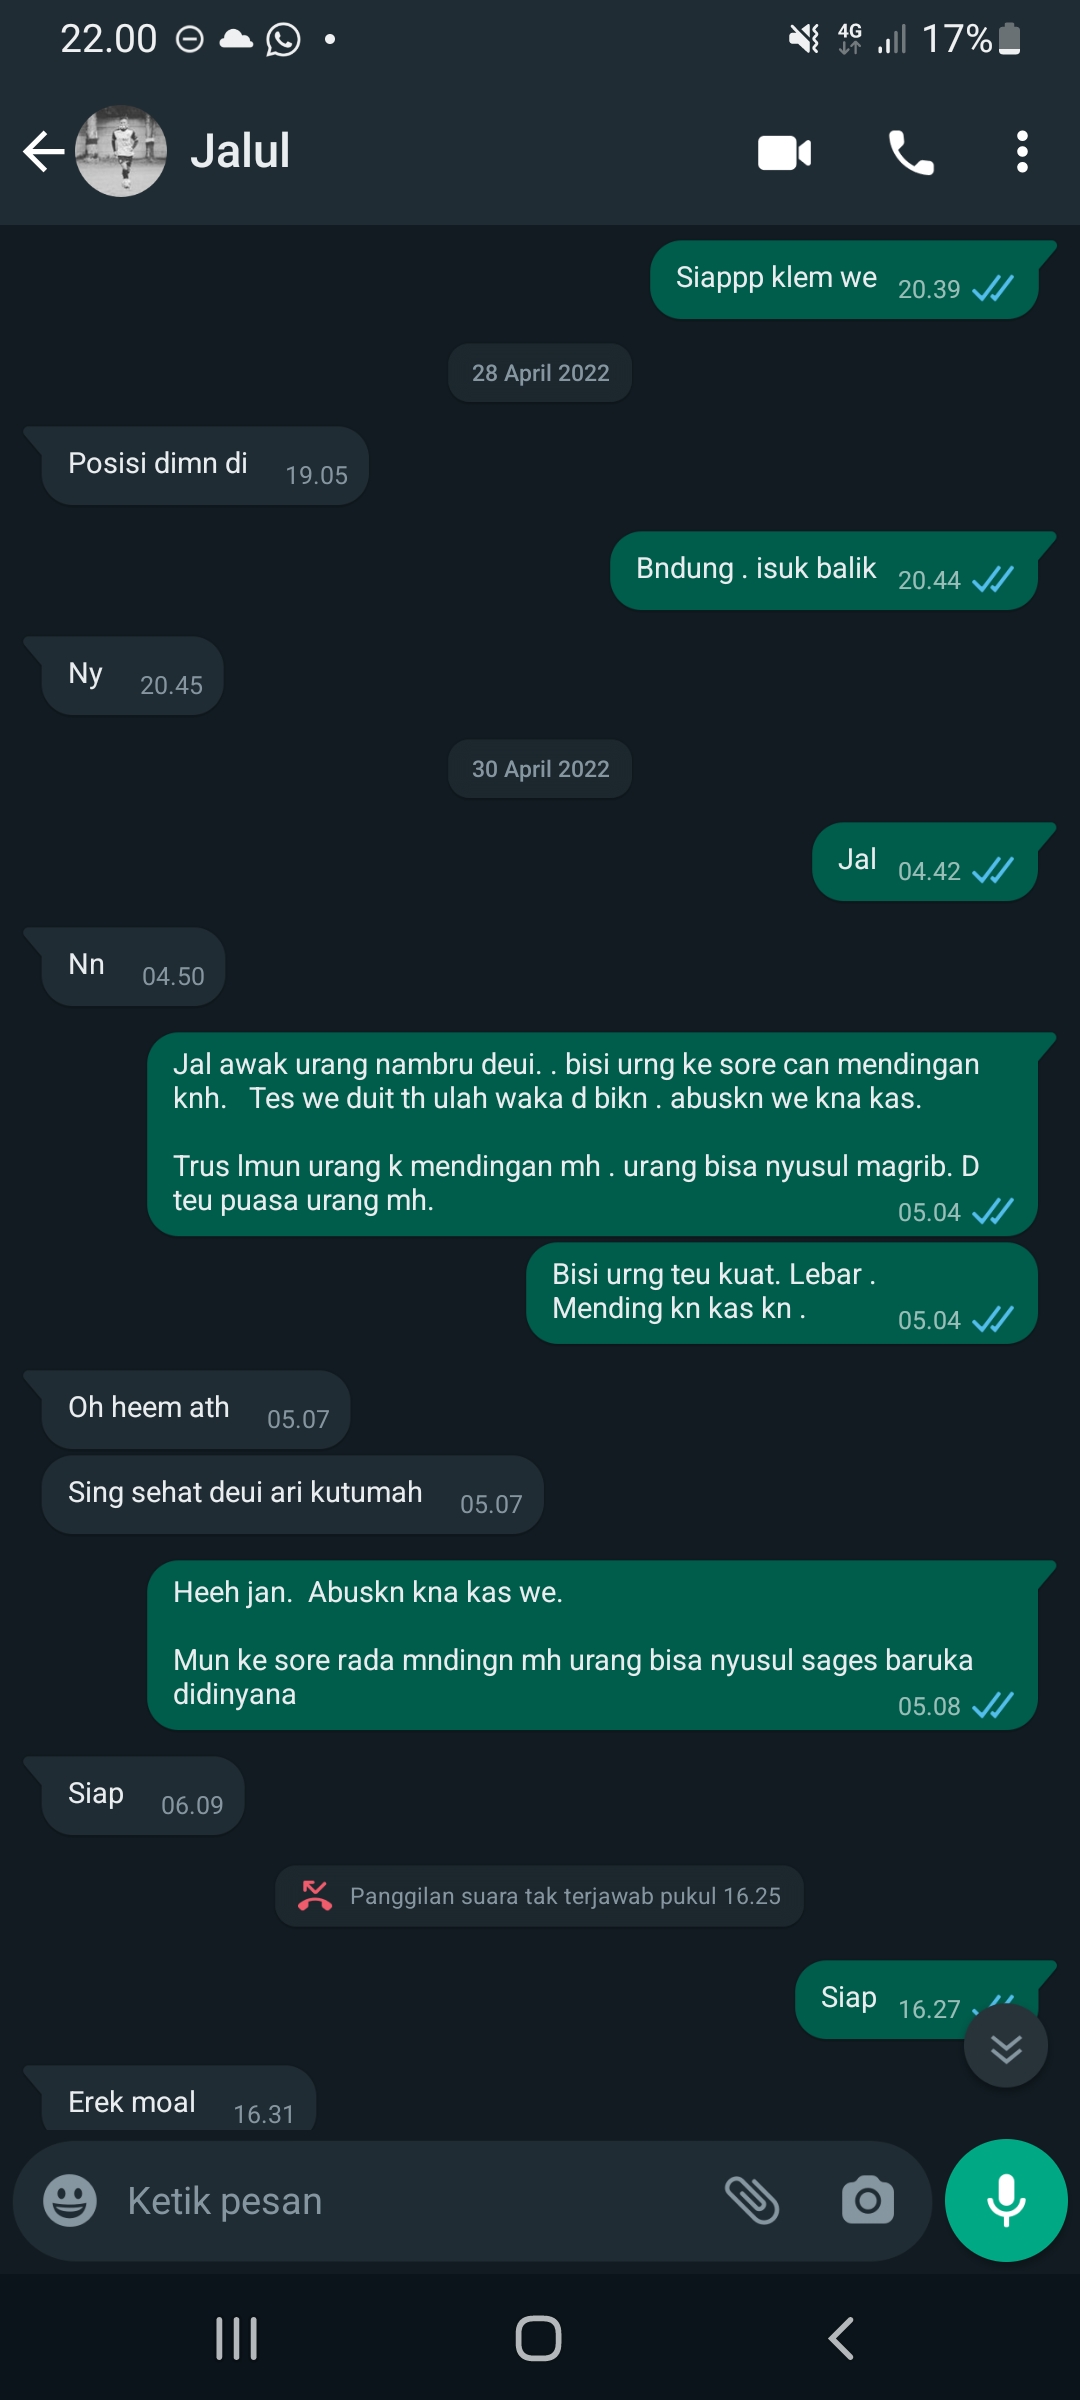 22.00
4G
17%
Jalul
Siappp klem we
20.39
28 April 2022
Posisi dimn di
19.05
Bndung . isuk balik
20.44
Ny
20.45
30 April 2022
Jal
04.42
Nn
04.50
Jal awak urang nambru deui. . bisi urng ke sore can mendingan
knh.   Tes we duit th ulah waka d bikn . abuskn we kna kas.
Trus lmun urang k mendingan mh . urang bisa nyusul magrib. D
teu puasa urang mh.
05.04
Bisi urng teu kuat. Lebar .
Mending kn kas kn .
05.04
Oh heem ath
05.07
Sing sehat deui ari kutumah
05.07
Heeh jan.  Abuskn kna kas we.
Mun ke sore rada mndingn mh urang bisa nyusul sages baruka
didinyana
05.08
Siap
06.09
Panggilan suara tak terjawab pukul 16.25
Siap
16.27
Erek moal
16.31
Ketik pesan